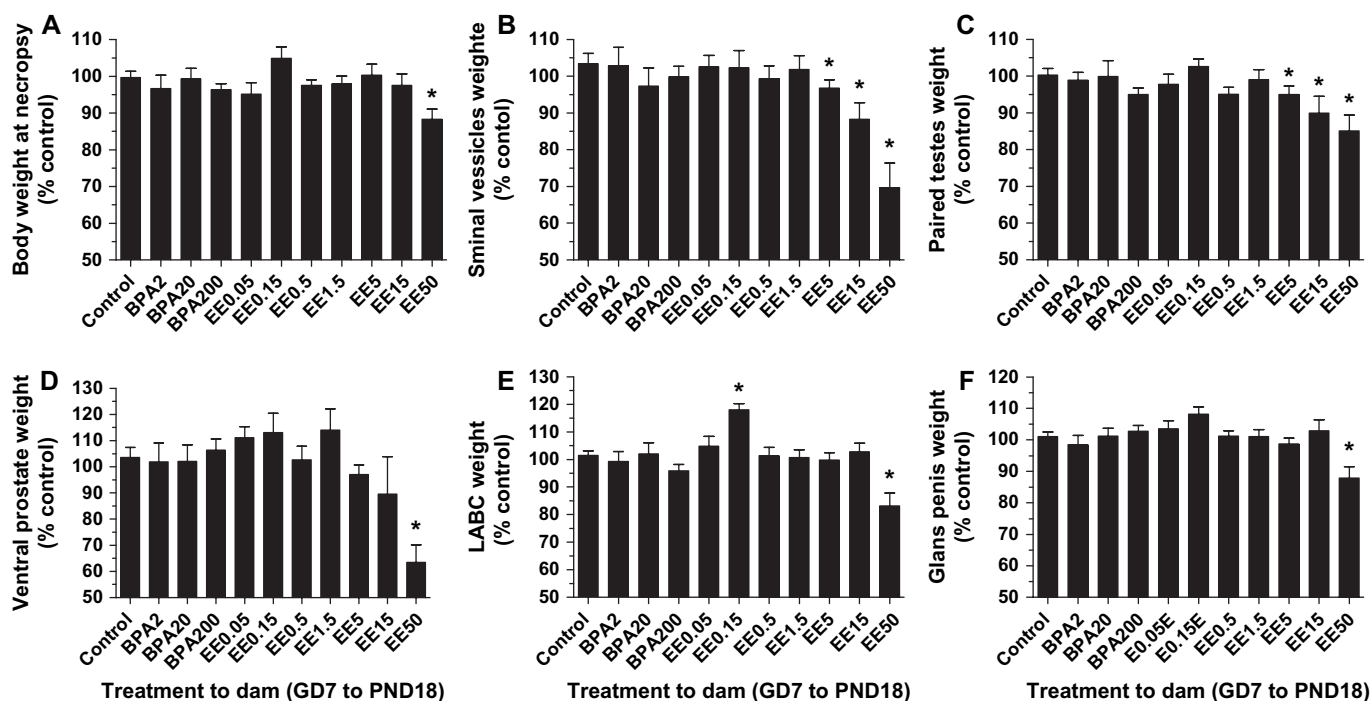 A
Body weight at necropsy
(% control)
110
100
90
80
70
60
50
*
Control
BPA2
BPA20
BPA200
EE0.05
EE0.15
EE0.5
EE1.5
EE5
EE15
EE50
B
Sminal vessicles weighte
(% contol)
110
100
90
80
70
60
50
*
*
*
Control
BPA2
BPA20
BPA200
EE0.05
EE0.15
EE0.5
EE1.5
EE5
EE15
EE50
C
Paired testes weight
(% control)
110
100
90
80
70
60
50
*
*
*
Control
BPA2
BPA20
BPA200
EE0.05
EE0.15
EE0.5
EE1.5
EE5
EE15
EE50
D
Ventral prostate weight
(% control)
130
120
110
100
90
80
70
60
50
*
Control
BPA2
BPA20
BPA200
EE0.05
EE0.15
EE0.5
EE1.5
EE5
EE15
EE50
Treatment to dam (GD7 to PND18)
E
LABC weight
(% control)
130
120
110
100
90
80
70
60
50
*
*
Control
BPA2
BPA20
BPA200
EE0.05
EE0.15
EE0.5
EE1.5
EE5
EE15
EE50
Treatment to dam (GD7 to PND18)
F
Glans penis weight
(% control)
120
110
100
90
80
70
60
50
*
Control
BPA2
BPA20
BPA200
E0.05E
E0.15E
EE0.5
EE1.5
EE5
EE15
EE50
Treatment to dam (GD7 to PND18)